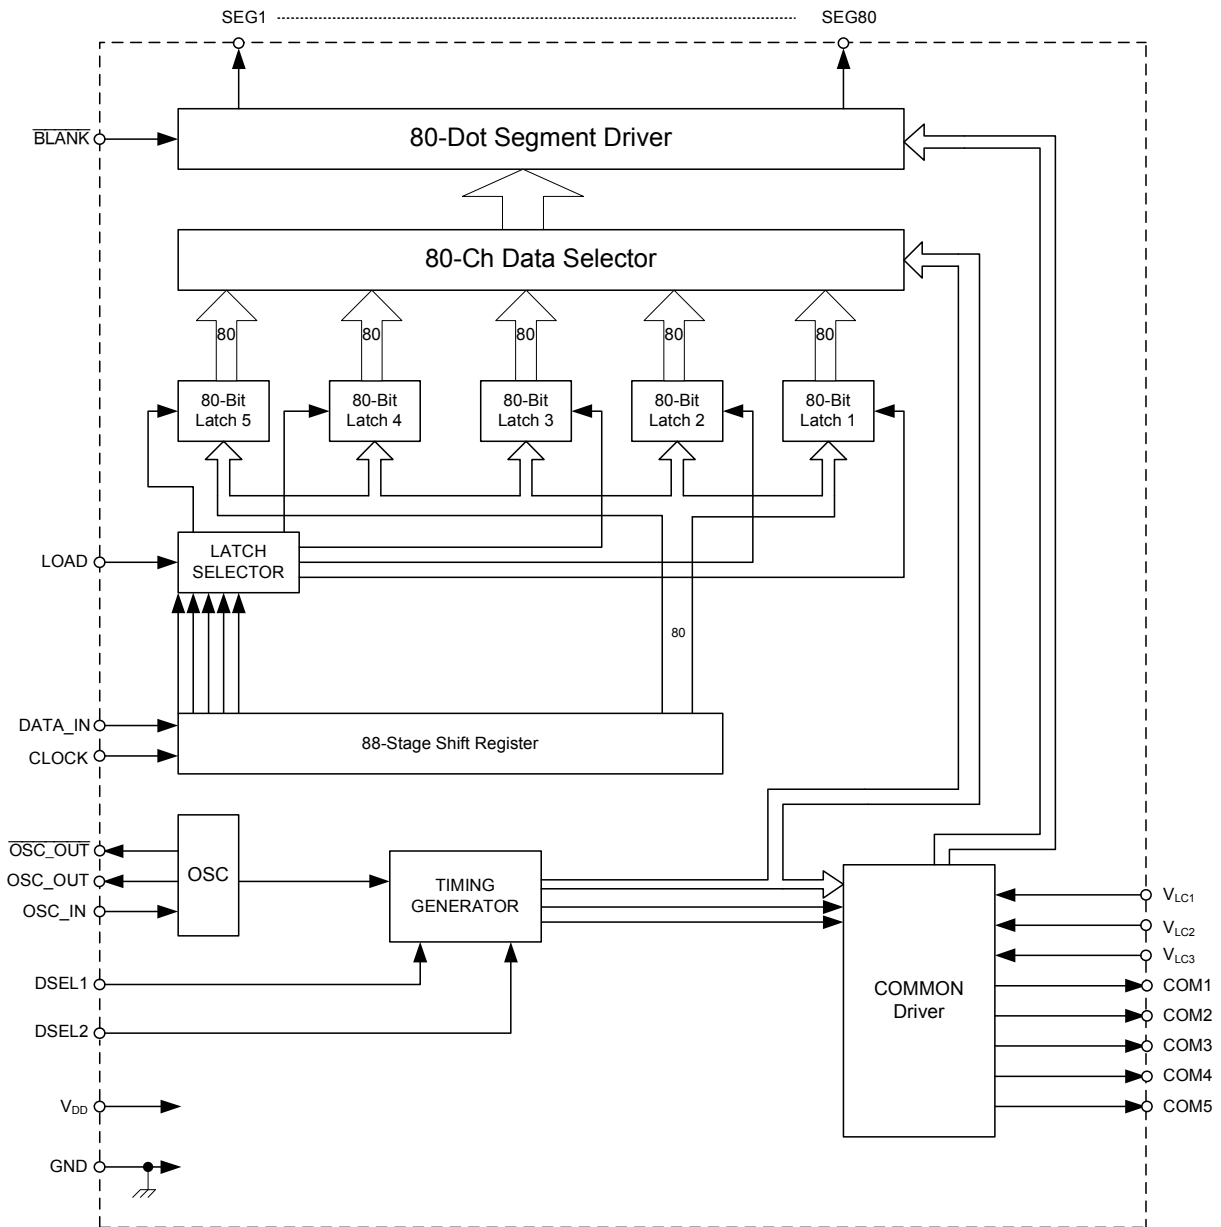 SEG1 SEG80
BLANK
80-Dot Segment Driver
80-Ch Data Selector
80 80 80 80 80
80-Bit Latch 5
80-Bit Latch 4
80-Bit Latch 3
80-Bit Latch 2
80-Bit Latch 1
LOAD
LATCH
SELECTOR
80
DATA_IN
CLOCK
88-Stage Shift Register
OSC_OUT
OSC_OUT
OSC_IN
OSC
TIMING
GENERATOR
DSEL1
DSEL2
VDD
GND
COMMON
Driver
VLC1
VLC2
VLC3
COM1
COM2
COM3
COM4
COM5